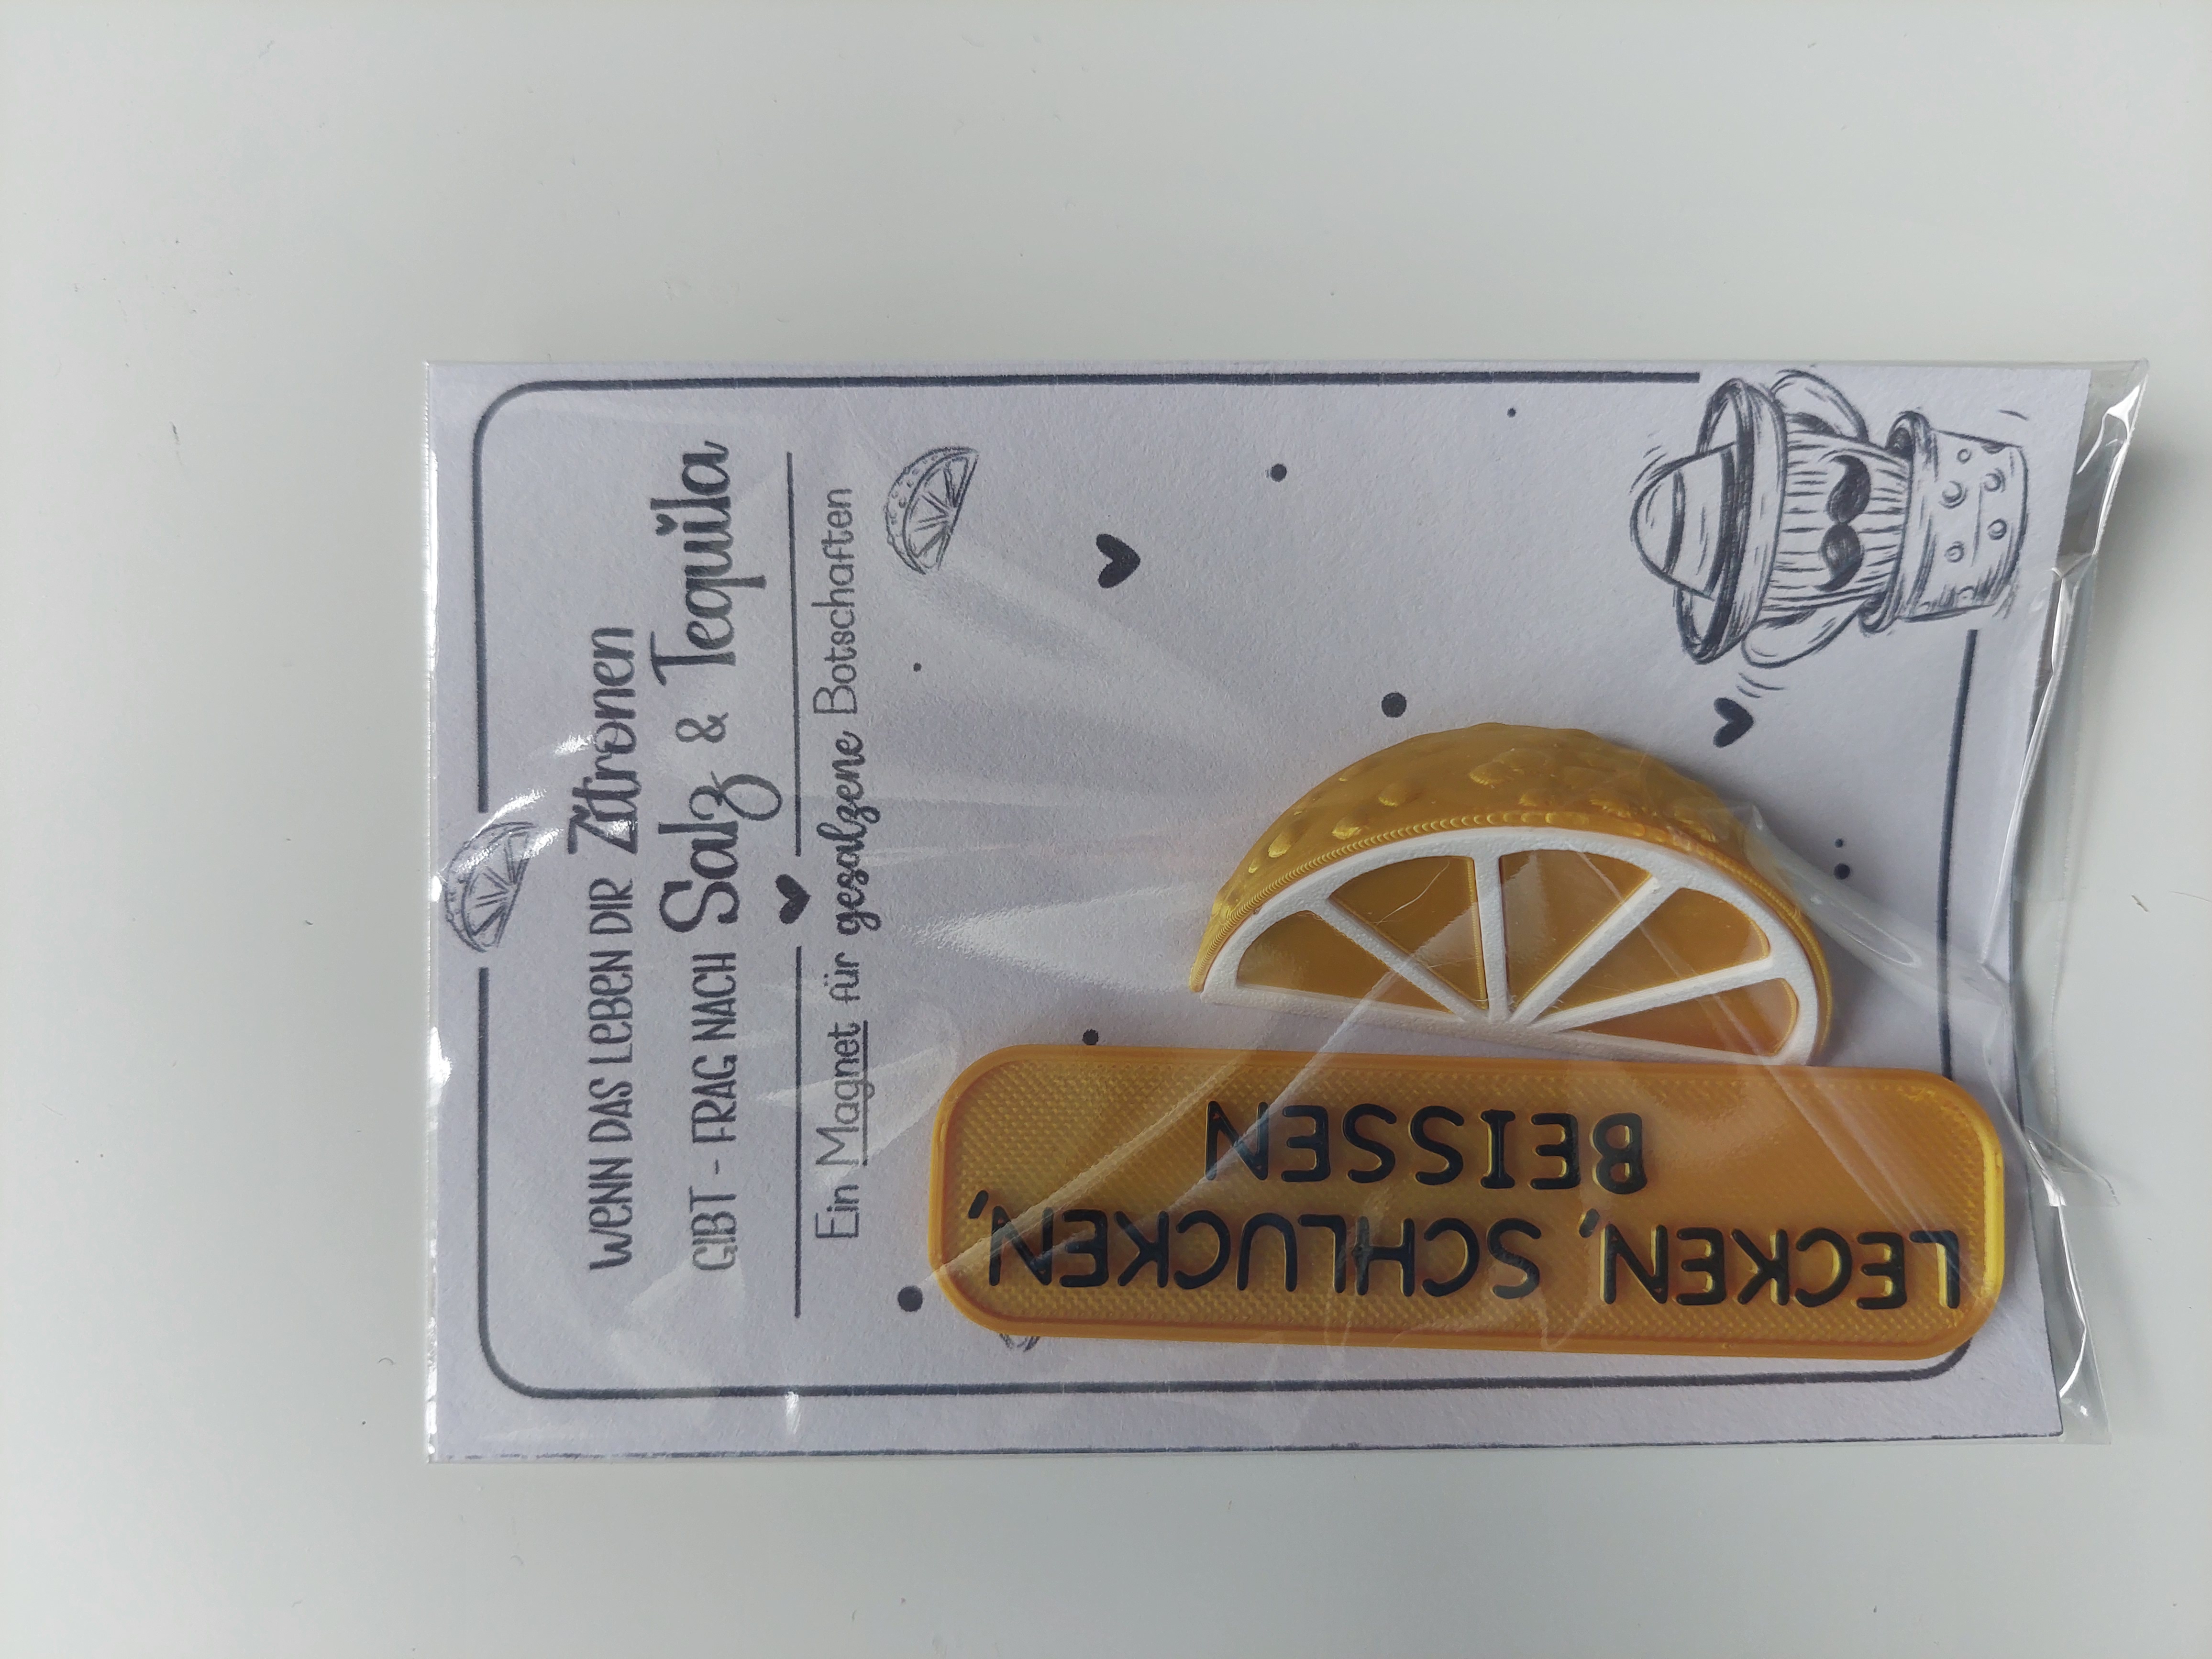 WENN DAS LEBEN DIR Zitronen
GIBT - FRAG NACH Salz & Tequila
Ein Magnet für gesalzene Botschaften
LECKEN, SCHLUCKEN,
BEISSEN